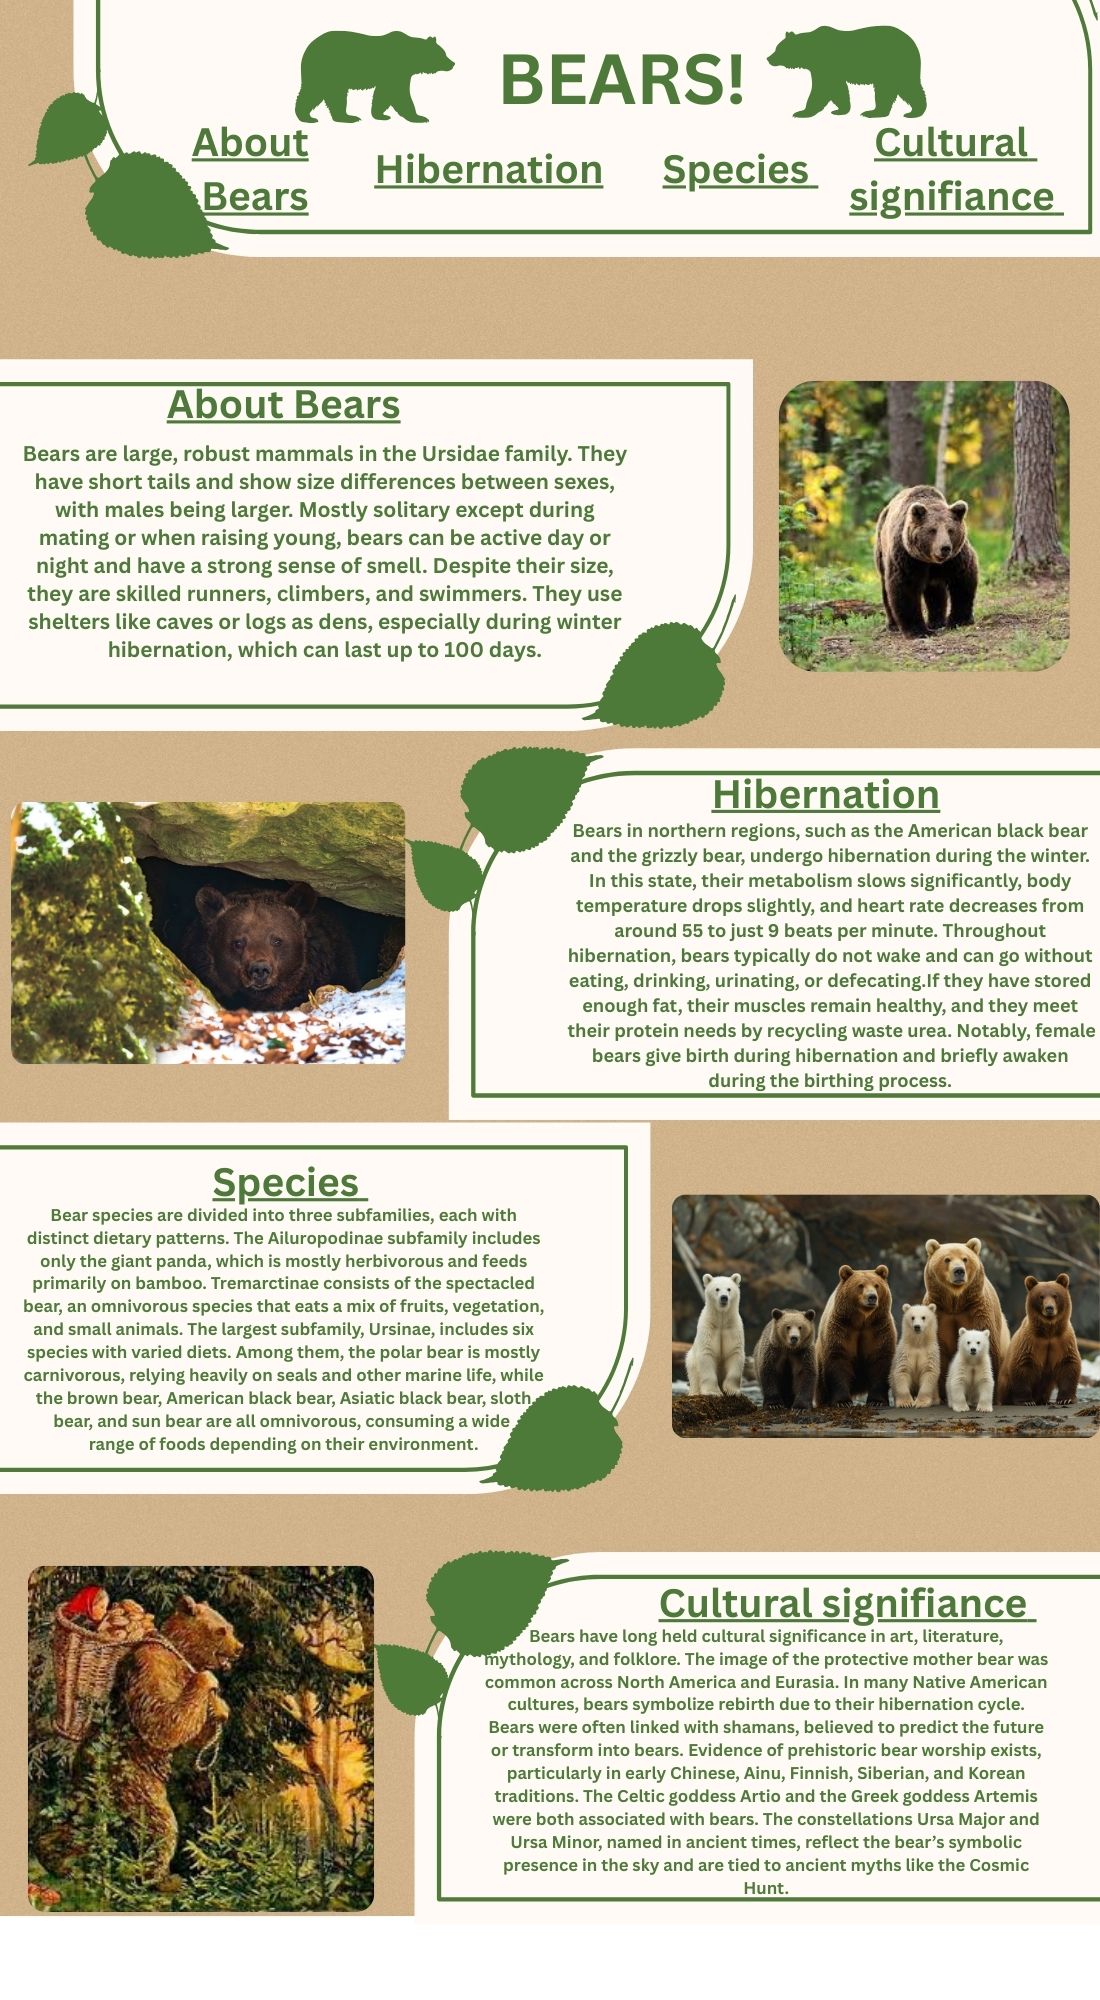 BEARS!
About
Bears
Hibernation
Species
Cultural
signifiance
About Bears
Bears are large, robust mammals in the Ursidae family. They
have short tails and show size differences between sexes,
with males being larger. Mostly solitary except during
mating or when raising young, bears can be active day or
night and have a strong sense of smell. Despite their size,
they are skilled runners, climbers, and swimmers. They use
shelters like caves or logs as dens, especially during winter
hibernation, which can last up to 100 days.
Hibernation
Bears in northern regions, such as the American black bear
and the grizzly bear, undergo hibernation during the winter.
In this state, their metabolism slows significantly, body
temperature drops slightly, and heart rate decreases from
around 55 to just 9 beats per minute. Throughout
hibernation, bears typically do not wake and can go without
eating, drinking, urinating, or defecating.If they have stored
enough fat, their muscles remain healthy, and they meet
their protein needs by recycling waste urea. Notably, female
bears give birth during hibernation and briefly awaken
during the birthing process.
Species
Bear species are divided into three subfamilies, each with
distinct dietary patterns. The Ailuropodinae subfamily includes
only the giant panda, which is mostly herbivorous and feeds
primarily on bamboo. Tremarctinae consists of the spectacled
bear, an omnivorous species that eats a mix of fruits, vegetation,
and small animals. The largest subfamily, Ursinae, includes six
species with varied diets. Among them, the polar bear is mostly
carnivorous, relying heavily on seals and other marine life, while
the brown bear, American black bear, Asiatic black bear, sloth
bear, and sun bear are all omnivorous, consuming a wide
range of foods depending on their environment.
Cultural signifiance
Bears have long held cultural significance in art, literature,
mythology, and folklore. The image of the protective mother bear was
common across North America and Eurasia. In many Native American
cultures, bears symbolize rebirth due to their hibernation cycle.
Bears were often linked with shamans, believed to predict the future
or transform into bears. Evidence of prehistoric bear worship exists,
particularly in early Chinese, Ainu, Finnish, Siberian, and Korean
traditions. The Celtic goddess Artio and the Greek goddess Artemis
were both associated with bears. The constellations Ursa Major and
Ursa Minor, named in ancient times, reflect the bear’s symbolic
presence in the sky and are tied to ancient myths like the Cosmic
Hunt.